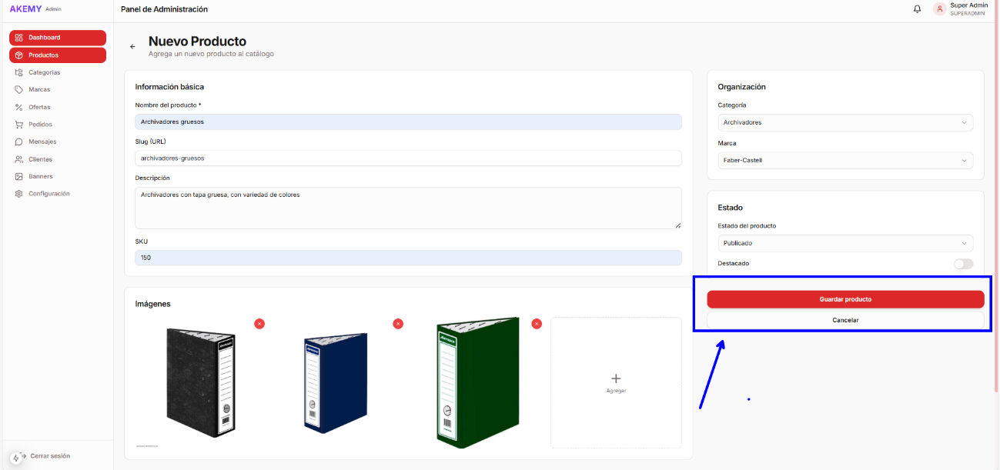 AKEMY Admin
Panel de Administración
Super Admin
SUPERADMIN
Dashboard
Productos
Categorías
Marcas
Ofertas
Pedidos
Mensajes
Clientes
Banners
Configuración
Cerrar sesión
Nuevo Producto
Agrega un nuevo producto al catálogo
Información básica
Nombre del producto *
Archivadores gruesos
Slug (URL)
archivadores-gruesos
Descripción
Archivadores con tapa gruesa, con variedad de colores
SKU
150
Imágenes
Agregar
Organización
Categoría
Archivadores
Marca
Faber-Castell
Estado
Estado del producto
Publicado
Destacado
Guardar producto
Cancelar